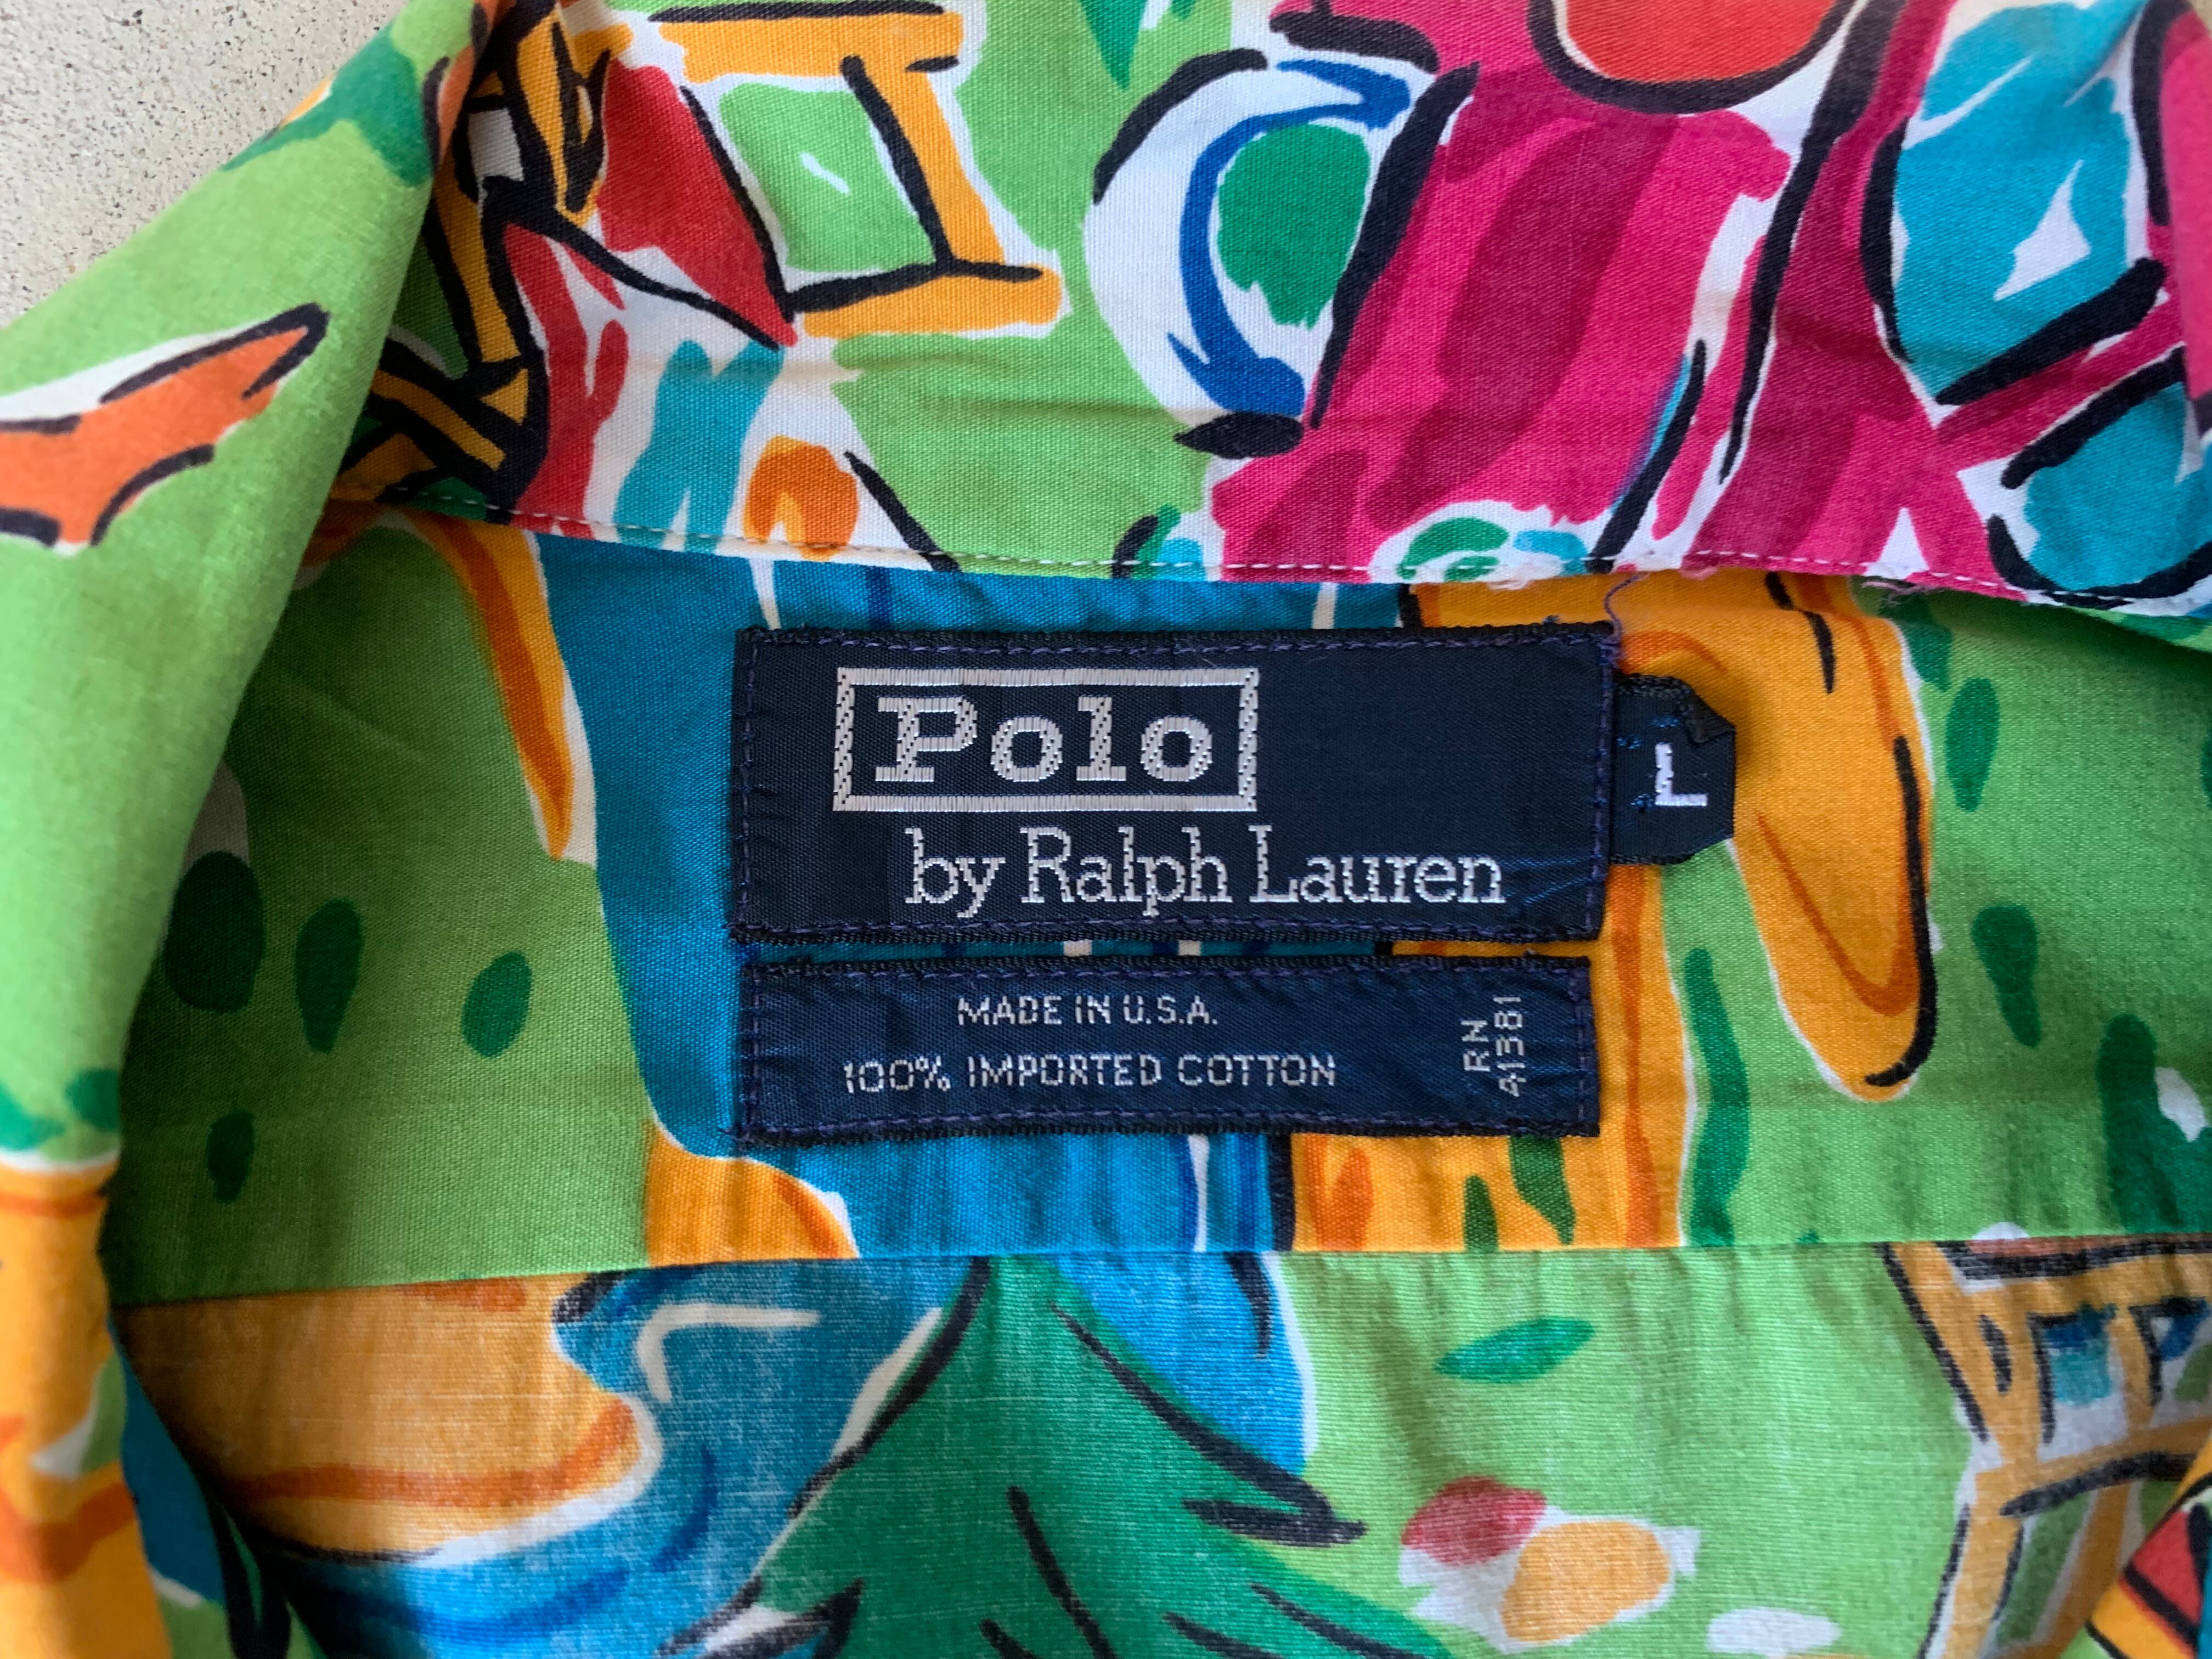 Polo
by Ralph Lauren
L
MADE IN U.S.A.
100% IMPORTED COTTON
RN
41381